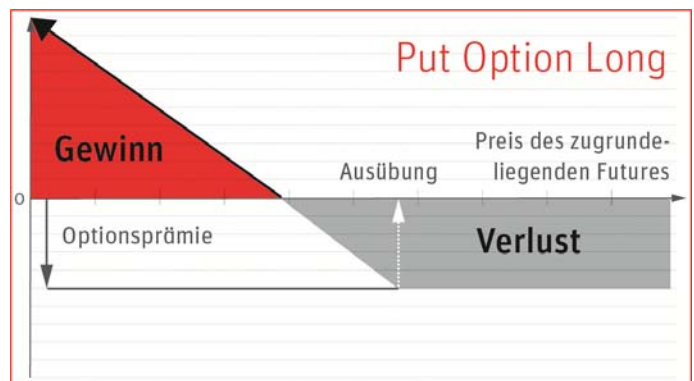 Put Option Long
Gewinn
Preis des zugrunde-
liegenden Futures
Ausübung
0
Optionsprämie
Verlust